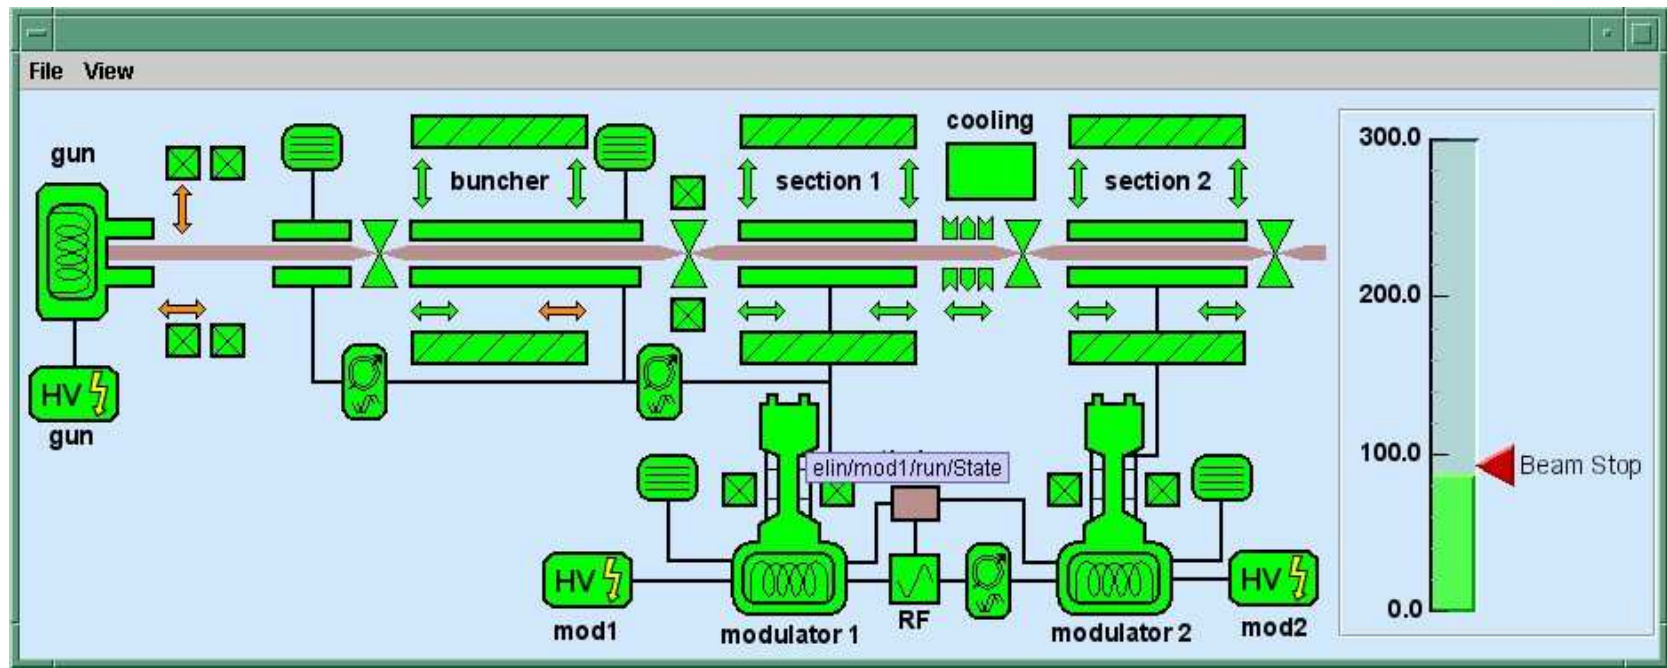 File View
gun
buncher
section 1
cooling
section 2
HV
gun
elin/mod1/run/State
HV
mod1
modulator 1
RF
modulator 2
HV
mod2
300.0
200.0
100.0
Beam Stop
0.0